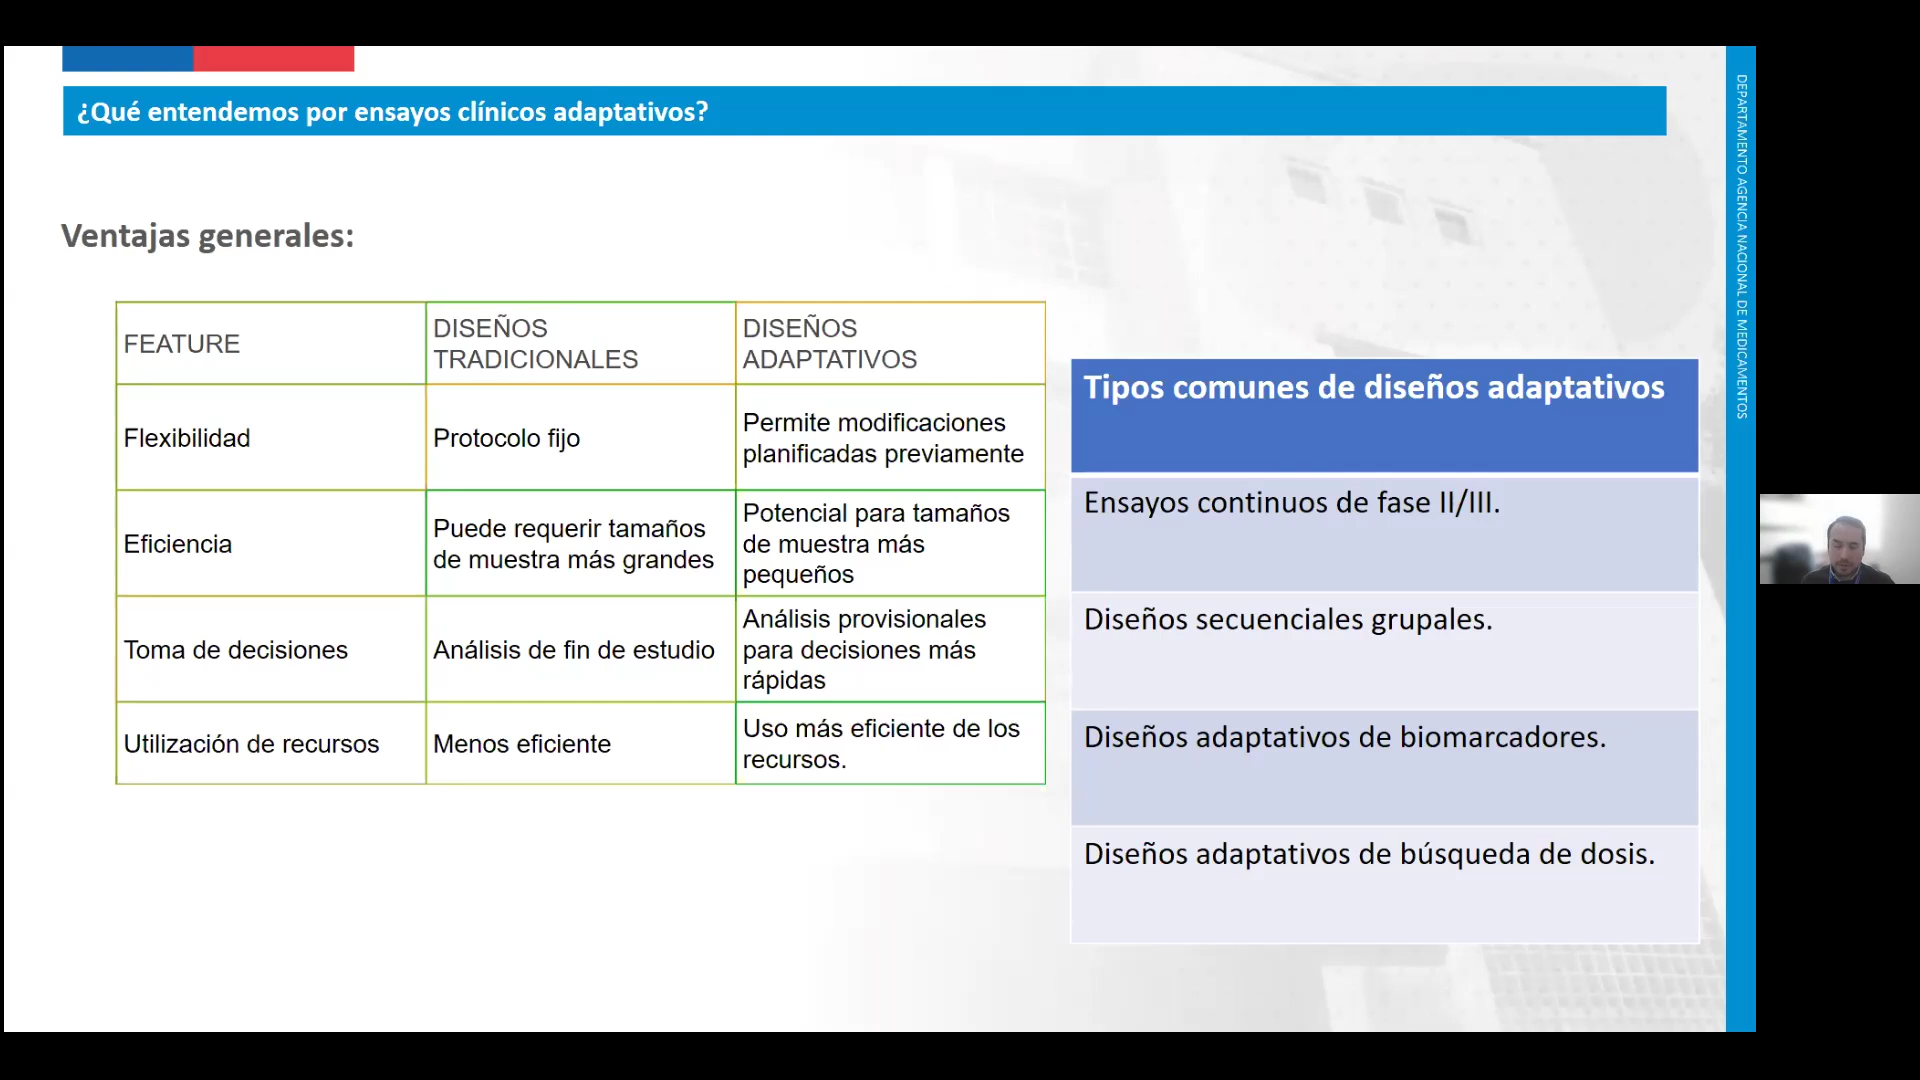 ¿Qué entendemos por ensayos clínicos adaptativos?
Ventajas generales:
FEATURE
DISEÑOS
TRADICIONALES
DISEÑOS
ADAPTATIVOS
Flexibilidad
Protocolo fijo
Permite modificaciones
planificadas previamente
Eficiencia
Puede requerir tamaños
de muestra más grandes
Potencial para tamaños
de muestra más
pequeños
Toma de decisiones
Análisis de fin de estudio
Análisis provisionales
para decisiones más
rápidas
Utilización de recursos
Menos eficiente
Uso más eficiente de los
recursos.
Tipos comunes de diseños adaptativos
Ensayos continuos de fase II/III.
Diseños secuenciales grupales.
Diseños adaptativos de biomarcadores.
Diseños adaptativos de búsqueda de dosis.
DEPARTAMENTO AGENCIA NACIONAL DE MEDICAMENTOS